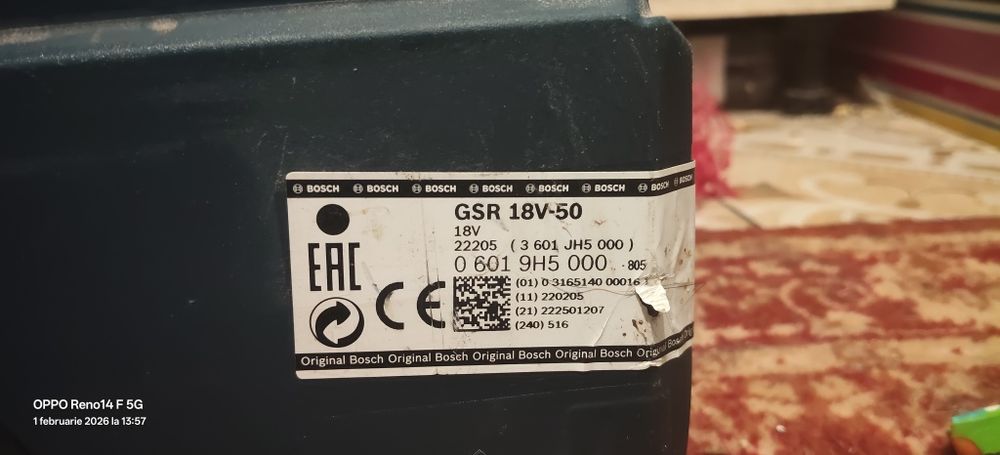 BOSCH BOSCH BOSCH BOSCH BOSCH BOSCH BOSCH BOSCH
GSR 18V-50
18V
22205 ( 3 601 JH5 000 )
0 601 9H5 000 · 805
EAC
CE
(01) 0 3165140 00016
(11) 220205
(21) 222501207
(240) 516
Original Bosch Original Bosch Original Bosch Original Bosch Original Bosch
OPPO Reno14 F 5G
1 februarie 2026 la 13:57